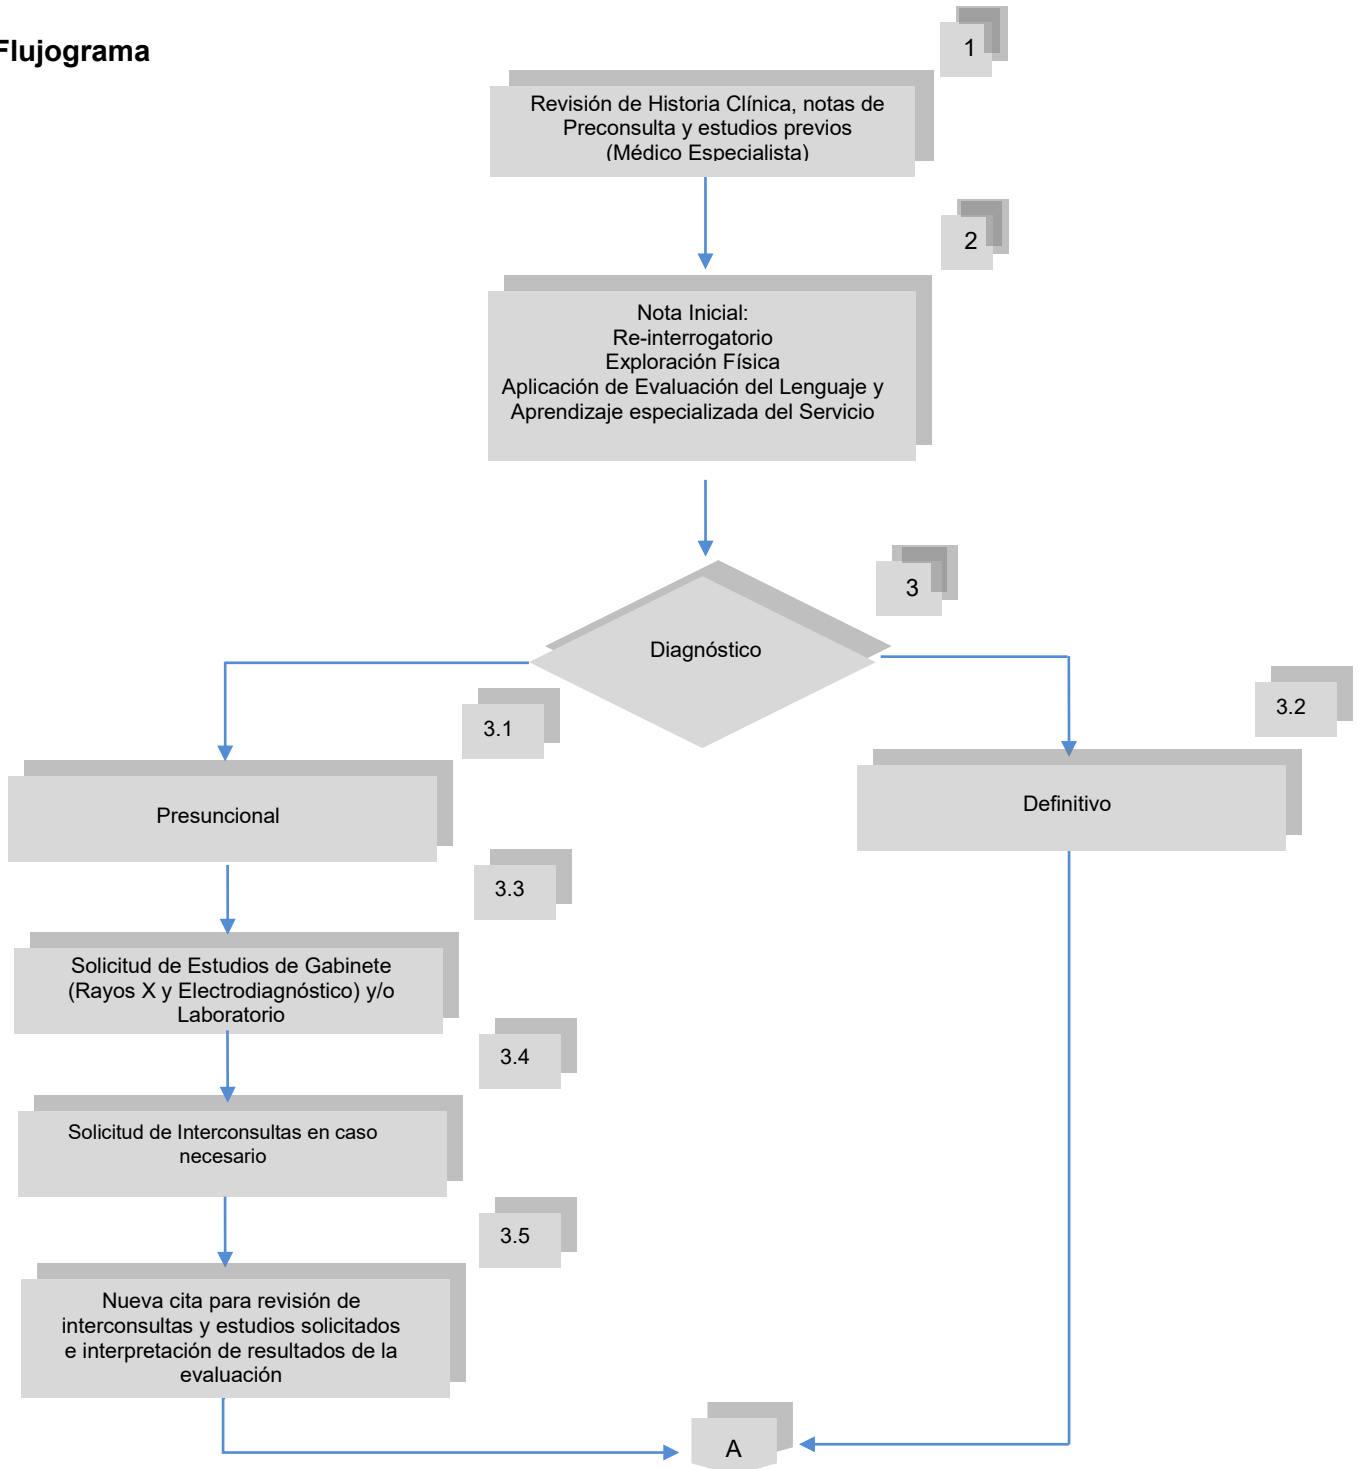 Flujograma
1
Revisión de Historia Clínica, notas de
Preconsulta y estudios previos
(Médico Especialista)
2
Nota Inicial:
Re-interrogatorio
Exploración Física
Aplicación de Evaluación del Lenguaje y
Aprendizaje especializada del Servicio
3
Diagnóstico
3.1
3.2
Presuncional
Definitivo
3.3
Solicitud de Estudios de Gabinete
(Rayos X y Electrodiagnóstico) y/o
Laboratorio
3.4
Solicitud de Interconsultas en caso
necesario
3.5
Nueva cita para revisión de
interconsultas y estudios solicitados
e interpretación de resultados de la
evaluación
A